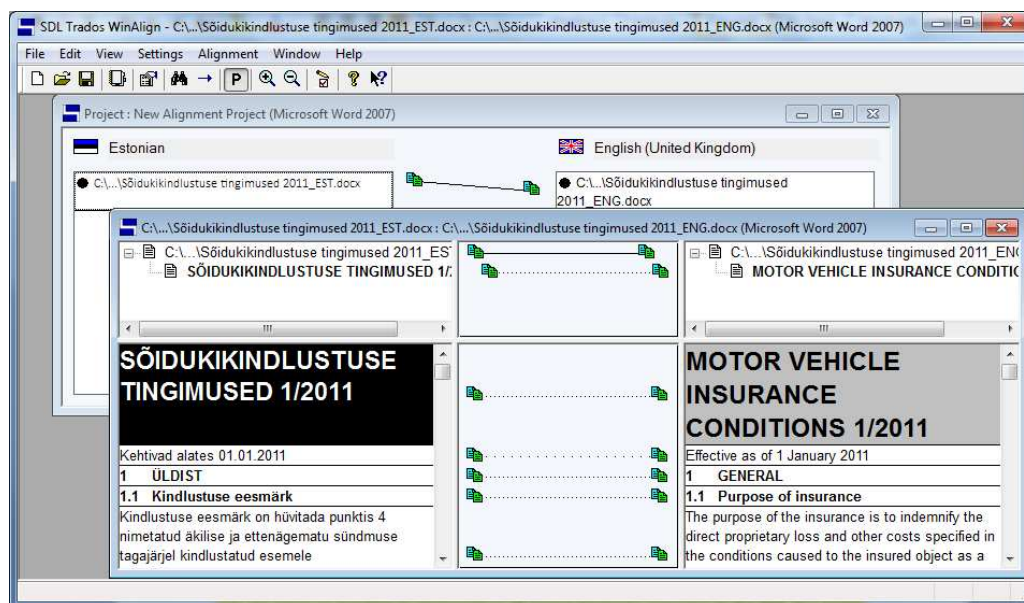 SDL Trados WinAlign - C:\...\Sõidukikindlustuse tingimused 2011_EST.docx : C:\...\Sõidukikindlustuse tingimused 2011_ENG.docx (Microsoft Word 2007)
File Edit View Settings Alignment Window Help
P
Project : New Alignment Project (Microsoft Word 2007)
Estonian
English (United Kingdom)
C:\...\Sõidukikindlustuse tingimused 2011_EST.docx
C:\...\Sõidukikindlustuse tingimused
2011_ENG.docx
C:\...\Sõidukikindlustuse tingimused 2011_EST.docx : C:\...\Sõidukikindlustuse tingimused 2011_ENG.docx (Microsoft Word 2007)
C:\...\Sõidukikindlustuse tingimused 2011_ES
SÕIDUKIKINDLUSTUSE TINGIMUSED 1/
C:\...\Sõidukikindlustuse tingimused 2011_EN
MOTOR VEHICLE INSURANCE CONDITI
SÕIDUKIKINDLUSTUSE
TINGIMUSED 1/2011
Kehtivad alates 01.01.2011
1 ÜLDIST
1.1 Kindlustuse eesmärk
Kindlustuse eesmärk on hüvitada punktis 4
nimetatud äkilise ja ettenägematu sündmuse
tagajärjel kindlustatud esemele
MOTOR VEHICLE
INSURANCE
CONDITIONS 1/2011
Effective as of 1 January 2011
1 GENERAL
1.1 Purpose of insurance
The purpose of the insurance is to indemnify the
direct proprietary loss and other costs specified in
the conditions caused to the insured object as a